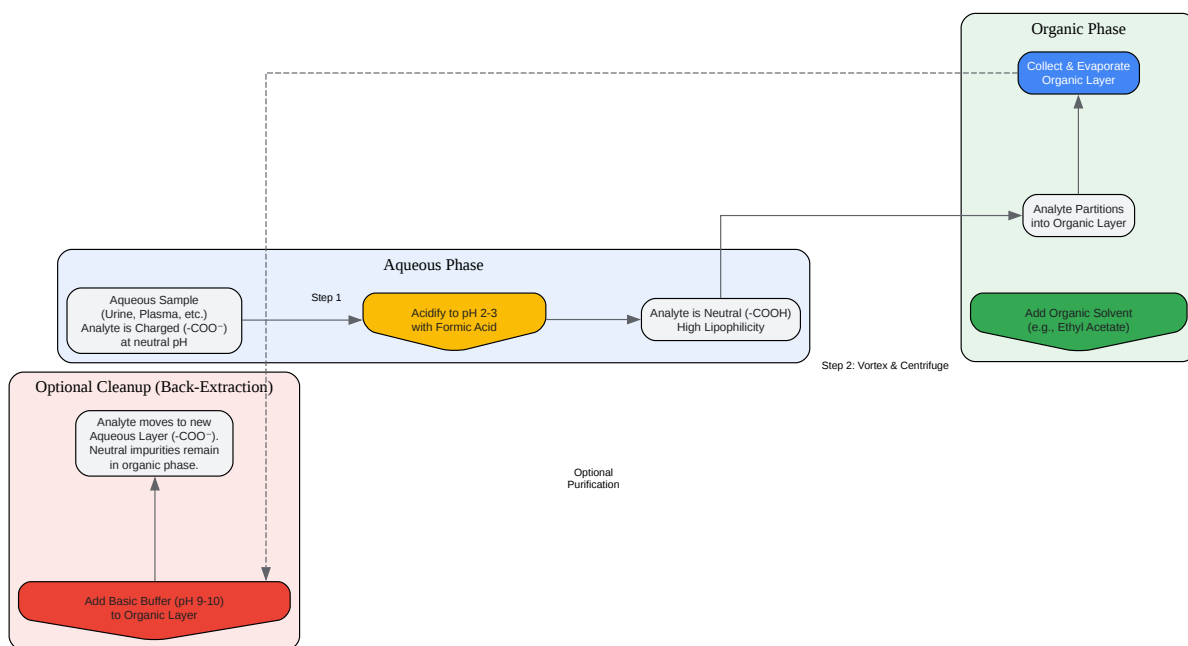 Organic Phase
Collect & Evaporate
Organic Layer
Analyte Partitions
into Organic Layer
Add Organic Solvent
(e.g., Ethyl Acetate)
Aqueous Phase
Aqueous Sample
(Urine, Plasma, etc.)
Analyte is Charged (-COO⁻)
at neutral pH
Step 1
Acidify to pH 2-3
with Formic Acid
Analyte is Neutral (-COOH)
High Lipophilicity
Step 2: Vortex & Centrifuge
Optional Cleanup (Back-Extraction)
Analyte moves to new
Aqueous Layer (-COO⁻).
Neutral impurities remain
in organic phase.
Optional
Purification
Add Basic Buffer (pH 9-10)
to Organic Layer